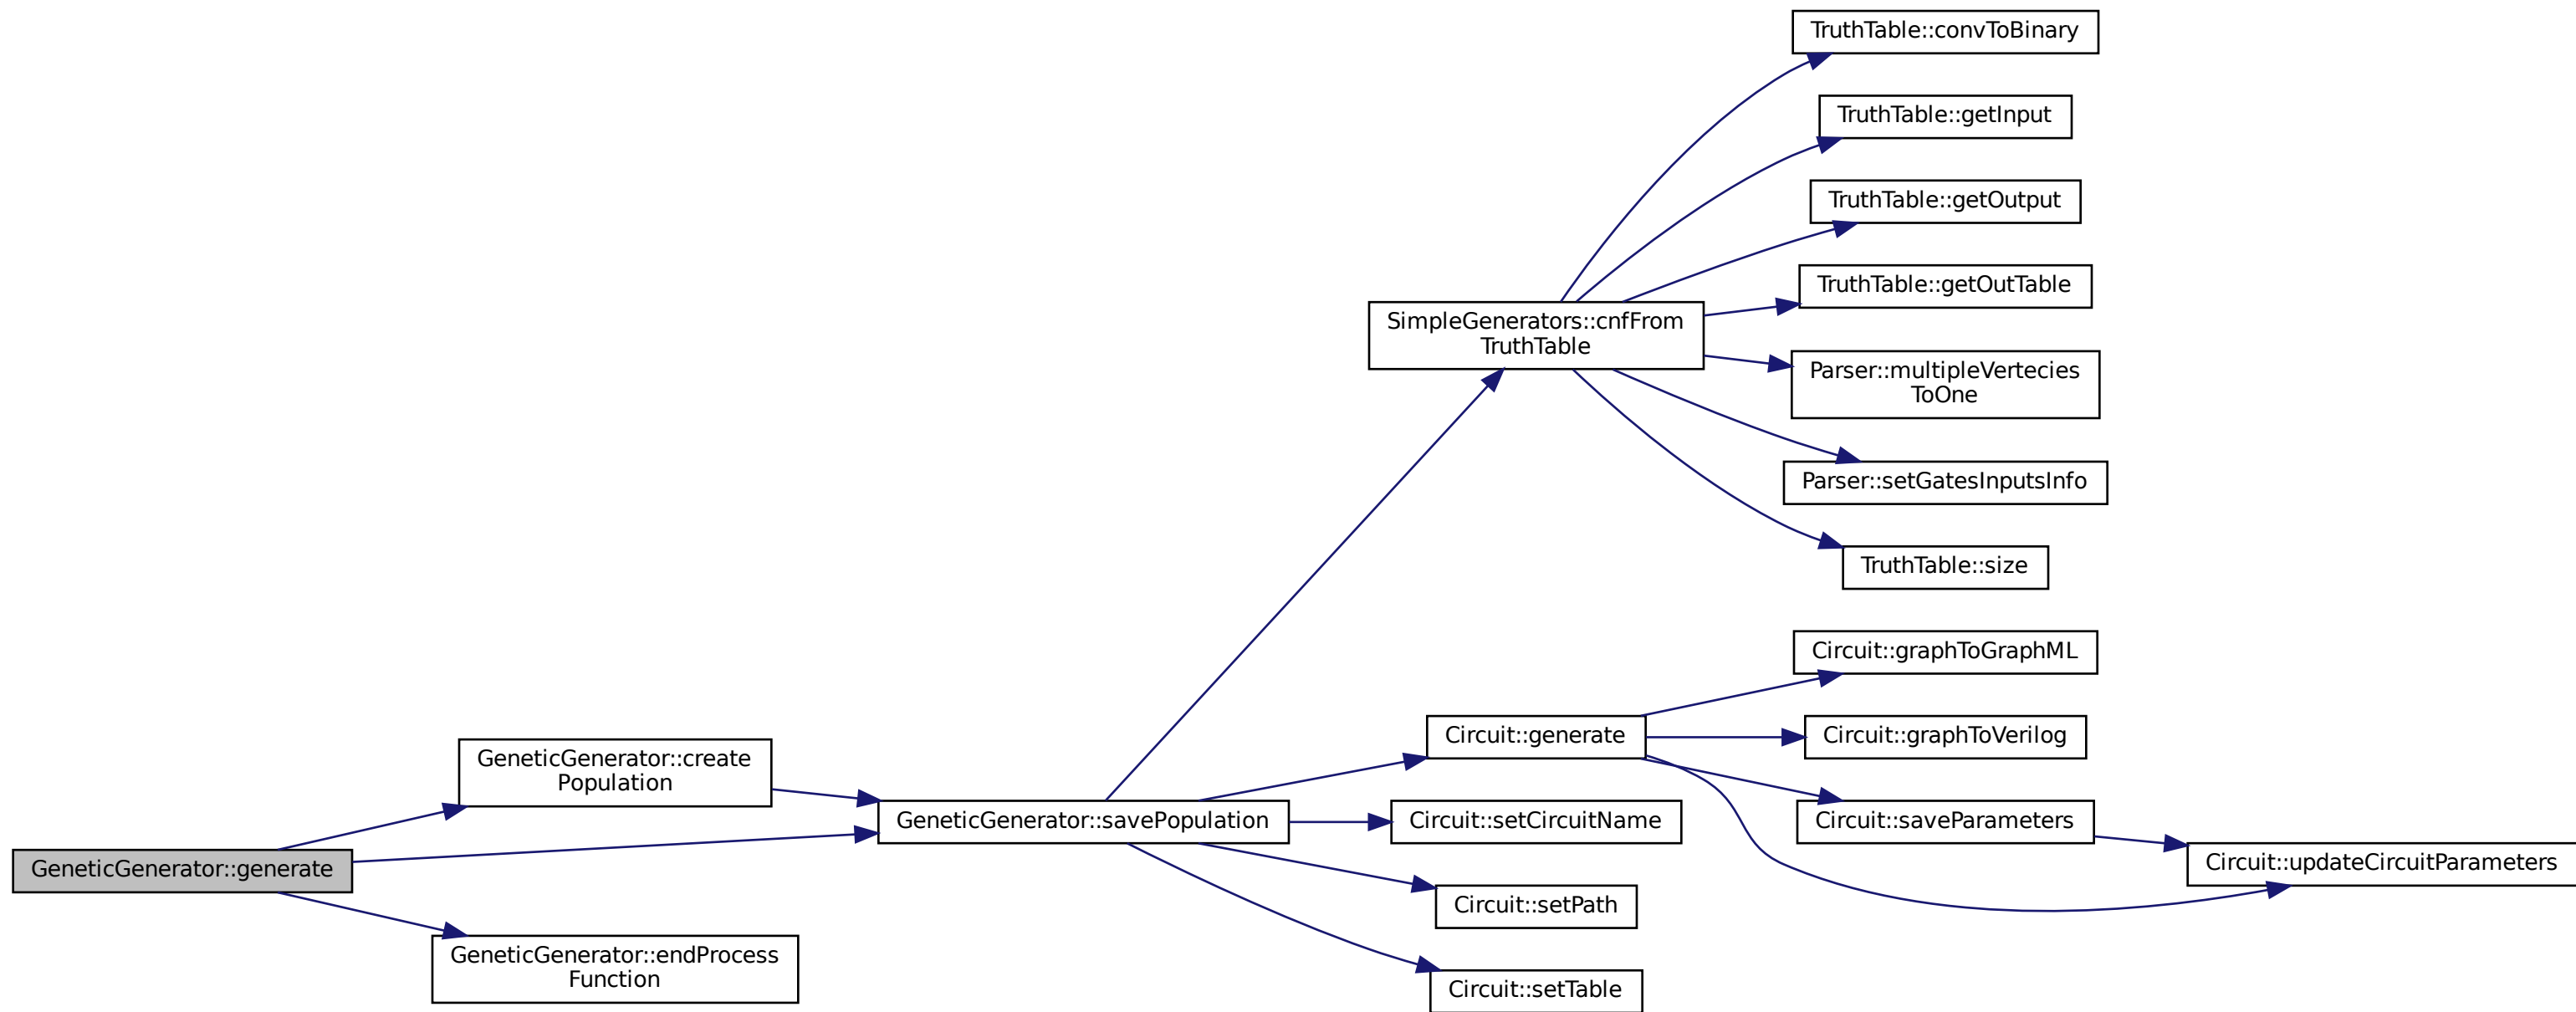 TruthTable::convToBinary
TruthTable::getInput
TruthTable::getOutput
TruthTable::getOutTable
SimpleGenerators::cnfFrom
TruthTable
Parser::multipleVertecies
ToOne
Parser::setGatesInputsInfo
TruthTable::size
Circuit::graphToGraphML
Circuit::generate
Circuit::graphToVerilog
GeneticGenerator::create
Population
GeneticGenerator::savePopulation
Circuit::setCircuitName
Circuit::saveParameters
GeneticGenerator::generate
Circuit::updateCircuitParameters
Circuit::setPath
GeneticGenerator::endProcess
Function
Circuit::setTable